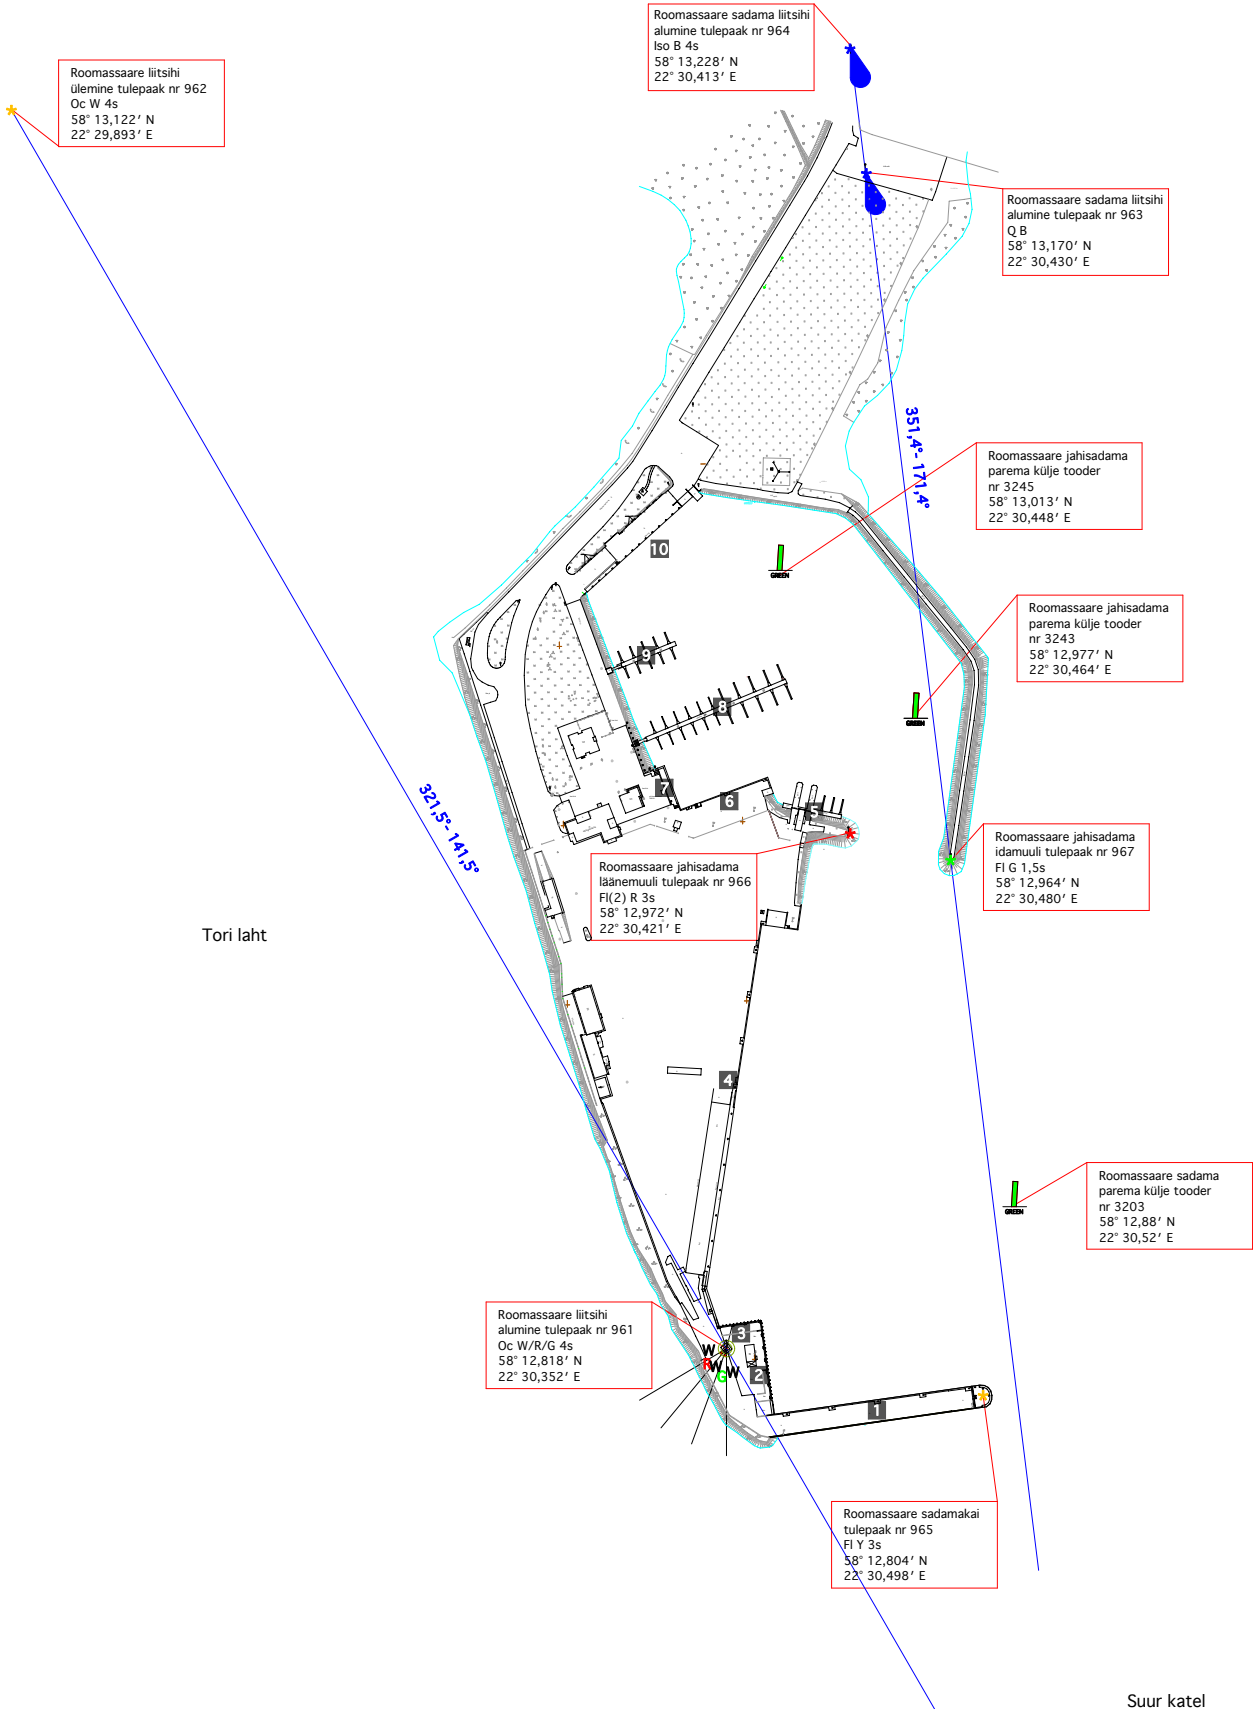 Roomassaare sadama liitsihi
alumine tulepaak nr 964
Iso B 4s
58° 13,228′ N
22° 30,413′ E
Roomassaare liitsihi
ülemine tulepaak nr 962
Oc W 4s
58° 13,122′ N
22° 29,893′ E
Roomassaare sadama liitsihi
alumine tulepaak nr 963
Q B
58° 13,170′ N
22° 30,430′ E
351,4°- 171,4°
Roomassaare jahisadama
parema külje tooder
nr 3245
58° 13,013′ N
22° 30,448′ E
10
GREEN
Roomassaare jahisadama
parema külje tooder
nr 3243
58° 12,977′ N
22° 30,464′ E
9
8
GREEN
7
6
5
321,5°- 141,5°
Roomassaare jahisadama
idamuuli tulepaak nr 967
Fl G 1,5s
58° 12,964′ N
22° 30,480′ E
Roomassaare jahisadama
läänemuuli tulepaak nr 966
Fl(2) R 3s
58° 12,972′ N
22° 30,421′ E
Tori laht
4
Roomassaare sadama
parema külje tooder
nr 3203
58° 12,88′ N
22° 30,52′ E
GREEN
Roomassaare liitsihi
alumine tulepaak nr 961
Oc W/R/G 4s
58° 12,818′ N
22° 30,352′ E
3
W
R
W
G
W
2
1
Roomassaare sadamakai
tulepaak nr 965
Fl Y 3s
58° 12,804′ N
22° 30,498′ E
Suur katel